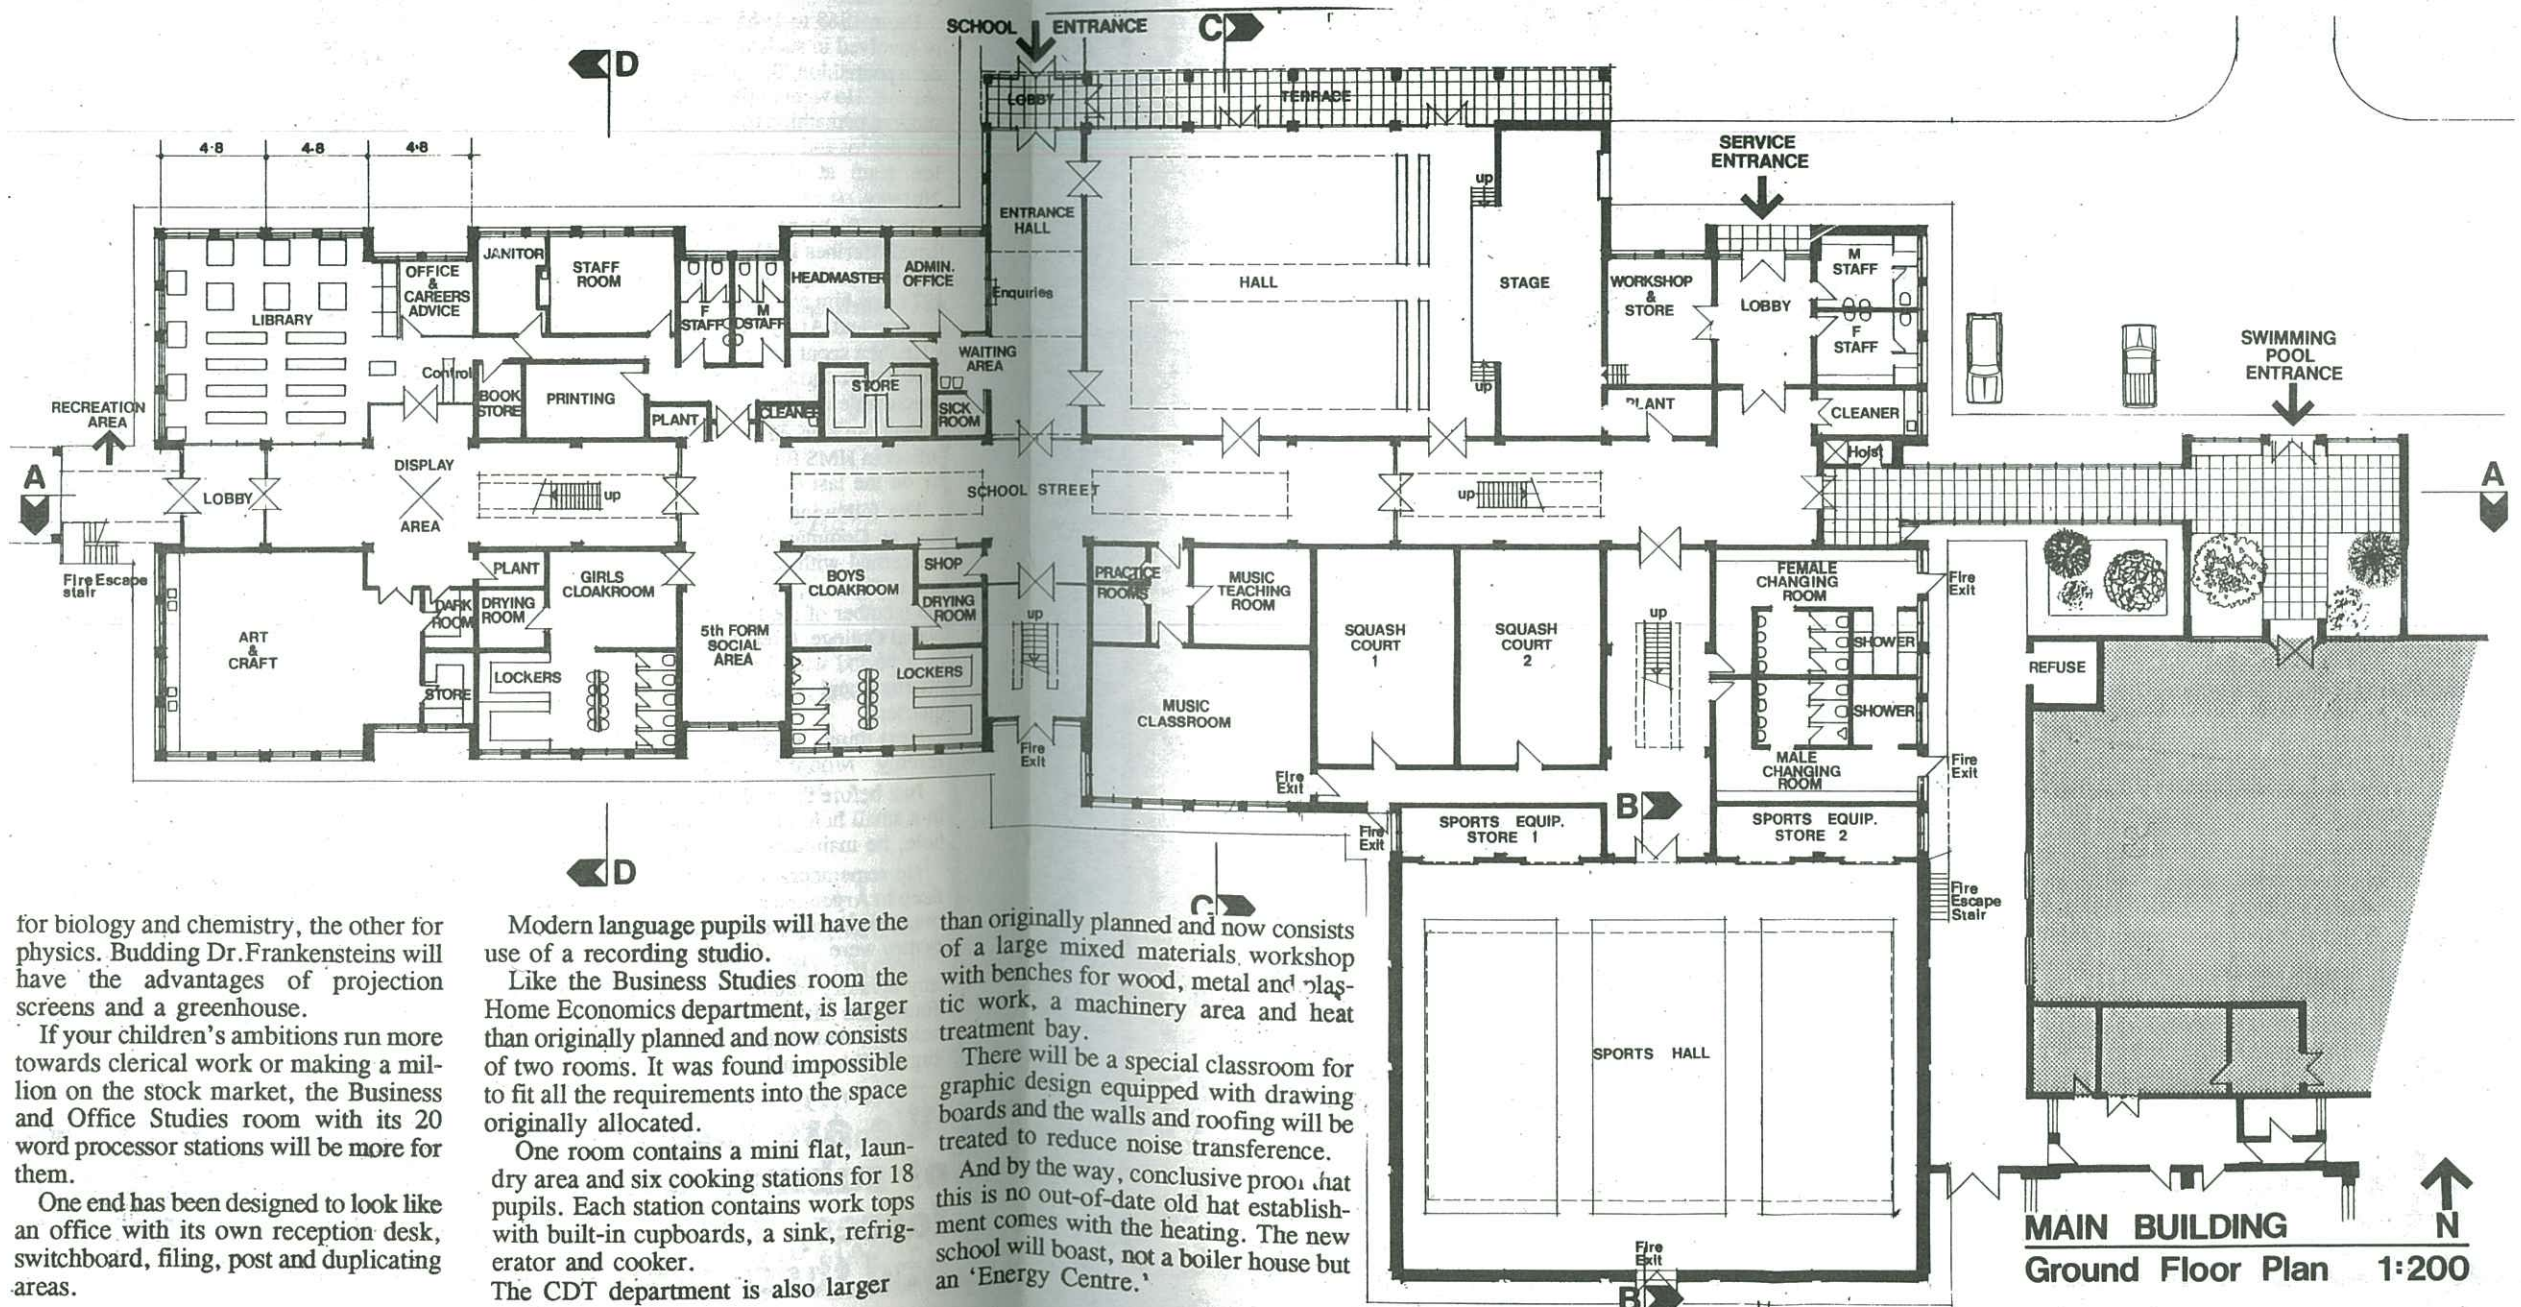 SCHOOL ENTRANCE
C
D
LOBBY
TERRACE
4·8 4·8 4·8
SERVICE
ENTRANCE
up
ENTRANCE
HALL
JANITOR
STAFF
ROOM
OFFICE
&
CAREERS
ADVICE
HEADMASTER
ADMIN.
OFFICE
Enquiries
HALL
STAGE
WORKSHOP
&
STORE
LOBBY
M
STAFF
LIBRARY
F
STAFF
M
STAFF
F
STAFF
SWIMMING
POOL
ENTRANCE
WAITING
AREA
Control
BOOK
STORE
PRINTING
STORE
up
RECREATION
AREA
PLANT
CLEANER
SICK
ROOM
PLANT
CLEANER
Hoist
A
LOBBY
DISPLAY
AREA
up
SCHOOL STREET
up
A
Fire Escape
stair
PLANT
GIRLS
CLOAKROOM
BOYS
CLOAKROOM
SHOP
PRACTICE
ROOMS
MUSIC
TEACHING
ROOM
FEMALE
CHANGING
ROOM
Fire
Exit
DARK
ROOM
DRYING
ROOM
DRYING
ROOM
up
up
ART
&
CRAFT
5th FORM
SOCIAL
AREA
SQUASH
COURT
1
SQUASH
COURT
2
SHOWER
REFUSE
LOCKERS
LOCKERS
STORE
MUSIC
CLASSROOM
SHOWER
Fire
Exit
MALE
CHANGING
ROOM
Fire
Exit
Fire
Exit
B
SPORTS EQUIP.
STORE 1
SPORTS EQUIP.
STORE 2
Fire
Exit
D
C
Fire
Escape
Stair
SPORTS HALL
Fire
Exit
B
MAIN BUILDING
N
Ground Floor Plan 1:200
for biology and chemistry, the other for
physics. Budding Dr.Frankensteins will
have the advantages of projection
screens and a greenhouse.
If your children's ambitions run more
towards clerical work or making a mil-
lion on the stock market, the Business
and Office Studies room with its 20
word processor stations will be more for
them.
One end has been designed to look like
an office with its own reception desk,
switchboard, filing, post and duplicating
areas.
Modern language pupils will have the
use of a recording studio.
Like the Business Studies room the
Home Economics department, is larger
than originally planned and now consists
of two rooms. It was found impossible
to fit all the requirements into the space
originally allocated.
One room contains a mini flat, laun-
dry area and six cooking stations for 18
pupils. Each station contains work tops
with built-in cupboards, a sink, refrig-
erator and cooker.
The CDT department is also larger
than originally planned and now consists
of a large mixed materials workshop
with benches for wood, metal and plas-
tic work, a machinery area and heat
treatment bay.
There will be a special classroom for
graphic design equipped with drawing
boards and the walls and roofing will be
treated to reduce noise transference.
And by the way, conclusive proof that
this is no out-of-date old hat establish-
ment comes with the heating. The new
school will boast, not a boiler house but
an 'Energy Centre.'